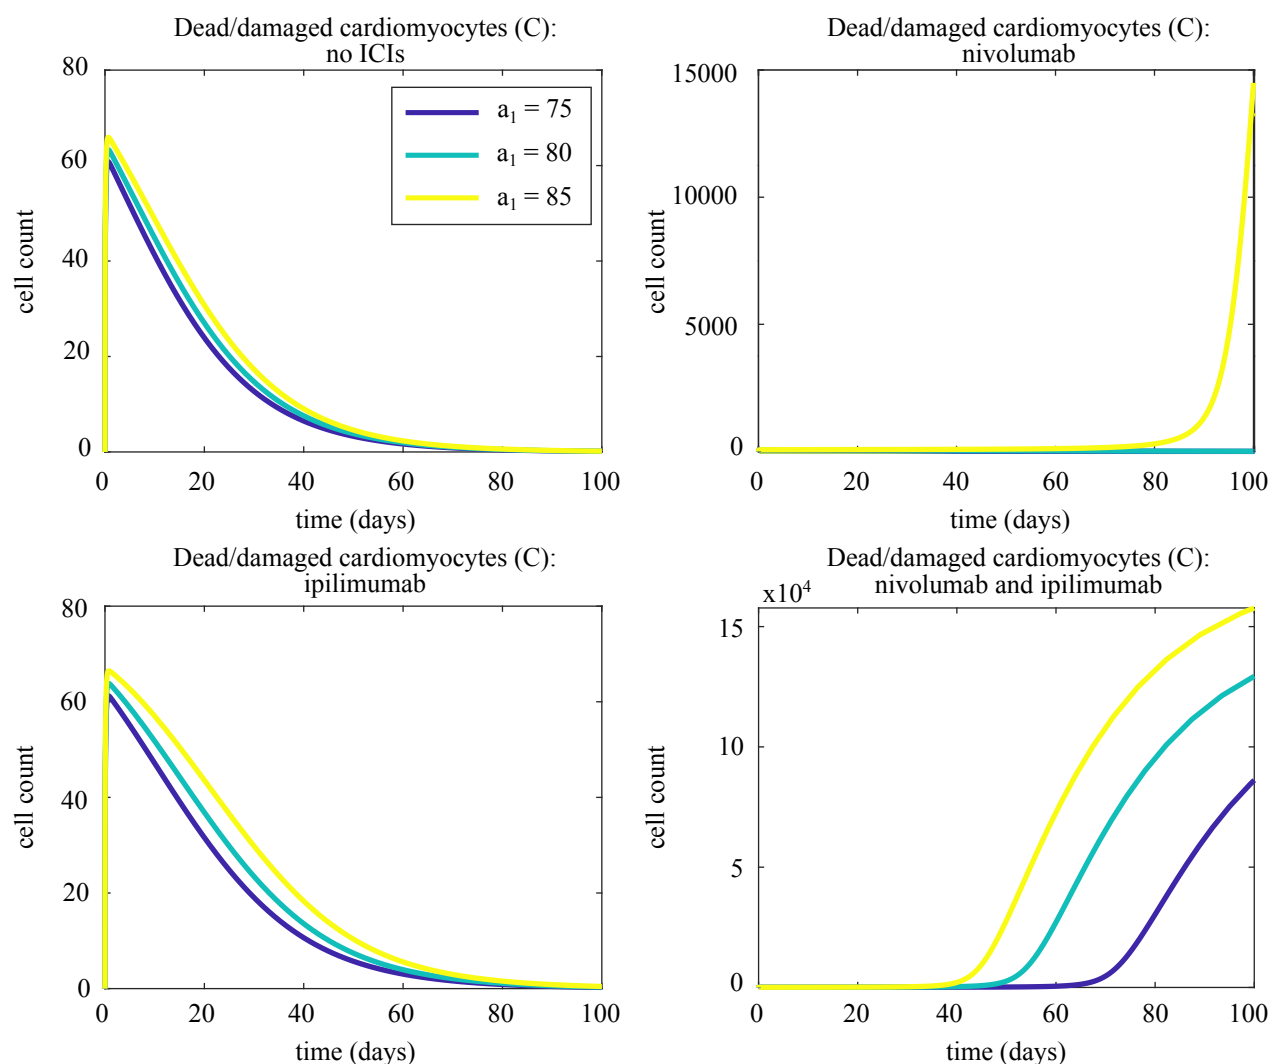 Dead/damaged cardiomyocytes (C):
no ICIs
80
60
40
20
0
cell count
a1 = 75
a1 = 80
a1 = 85
0 20 40 60 80 100
time (days)
Dead/damaged cardiomyocytes (C):
nivolumab
15000
10000
5000
0
cell count
0 20 40 60 80 100
time (days)
Dead/damaged cardiomyocytes (C):
ipilimumab
80
60
40
20
0
cell count
0 20 40 60 80 100
time (days)
Dead/damaged cardiomyocytes (C):
nivolumab and ipilimumab
x10⁴
15
10
5
0
cell count
0 20 40 60 80 100
time (days)